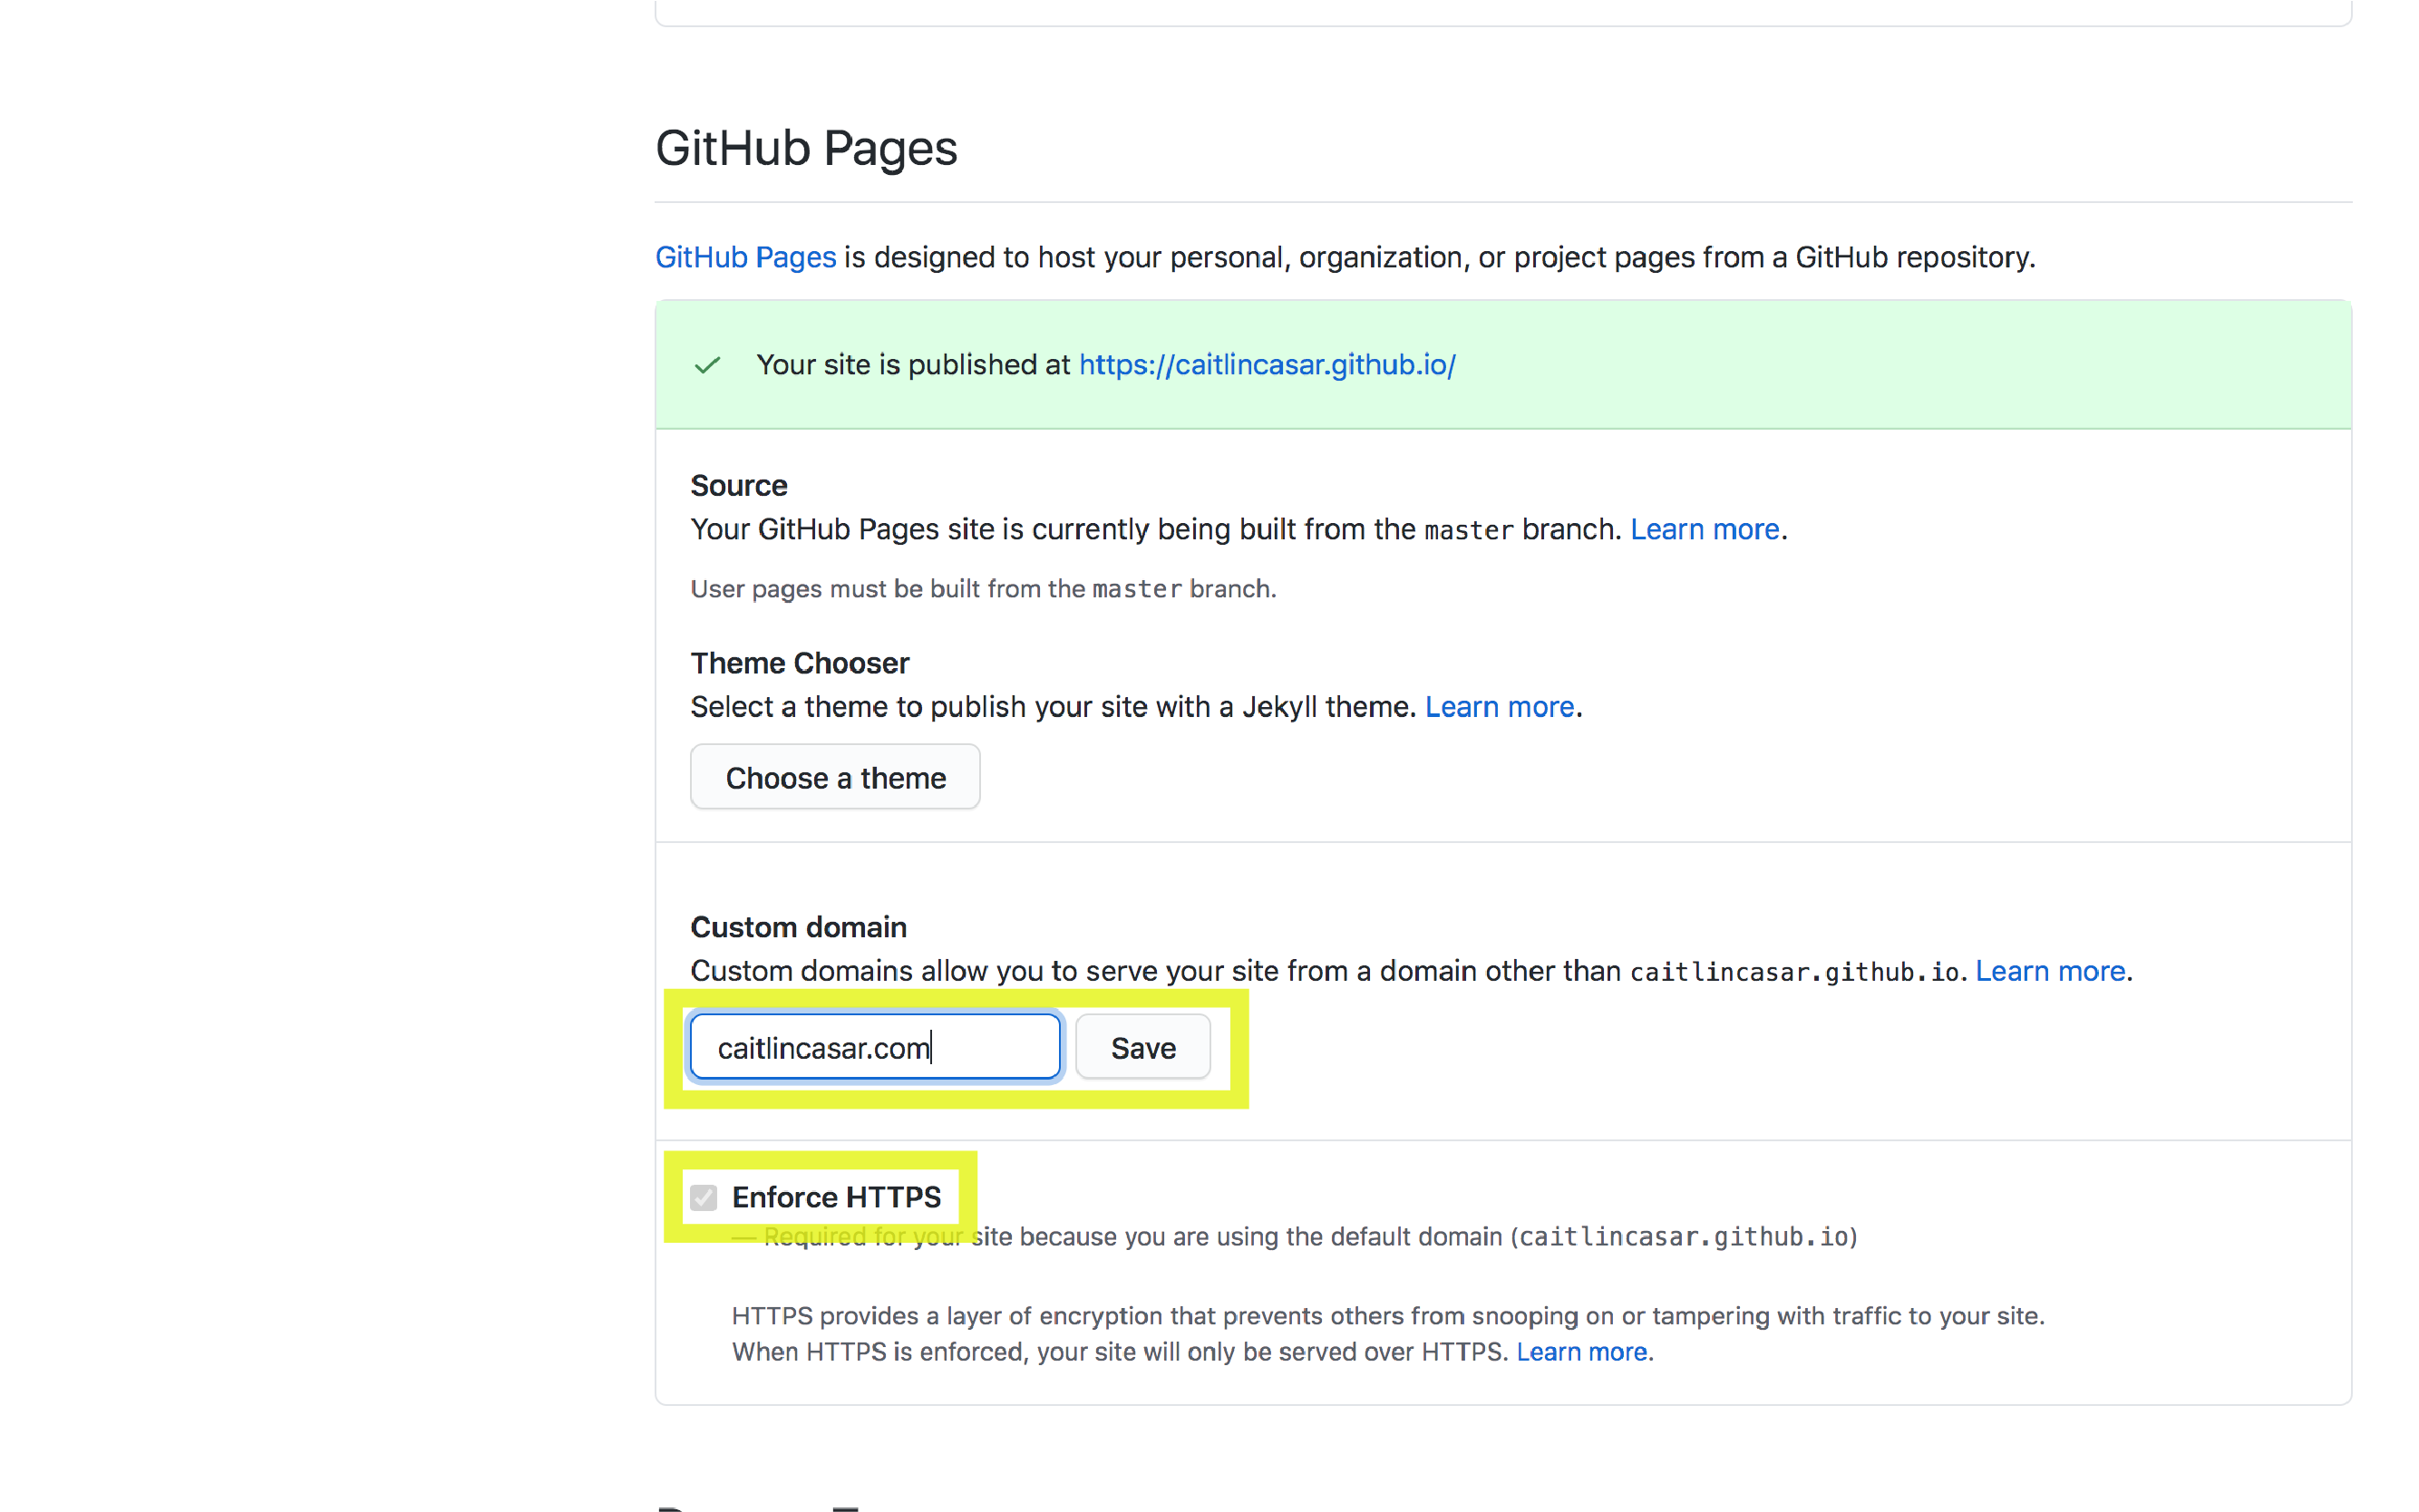 GitHub Pages
GitHub Pages is designed to host your personal, organization, or project pages from a GitHub repository.
Your site is published at https://caitlincasar.github.io/
Source
Your GitHub Pages site is currently being built from the master branch. Learn more.
User pages must be built from the master branch.
Theme Chooser
Select a theme to publish your site with a Jekyll theme. Learn more.
Choose a theme
Custom domain
Custom domains allow you to serve your site from a domain other than caitlincasar.github.io. Learn more.
caitlincasar.com Save
Enforce HTTPS
— Required for your site because you are using the default domain (caitlincasar.github.io)
HTTPS provides a layer of encryption that prevents others from snooping on or tampering with traffic to your site.
When HTTPS is enforced, your site will only be served over HTTPS. Learn more.